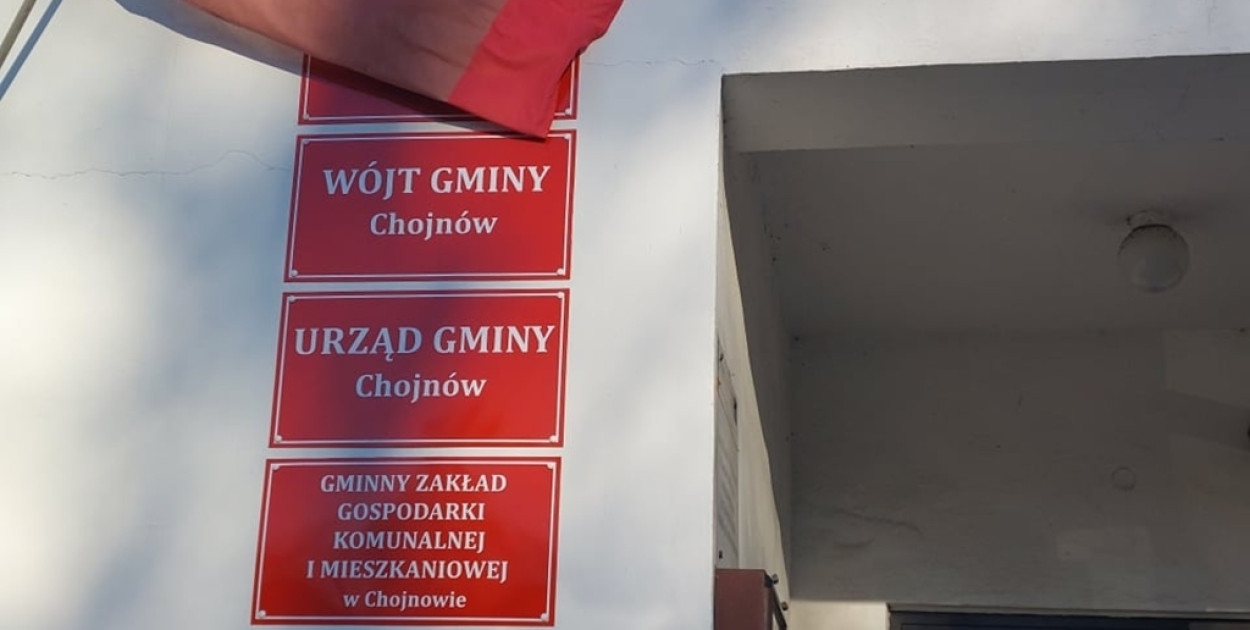 WÓJT GMINY
Chojnów
URZĄD GMINY
Chojnów
GMINNY ZAKŁAD
GOSPODARKI
KOMUNALNEJ
I MIESZKANIOWEJ
w Chojnowie